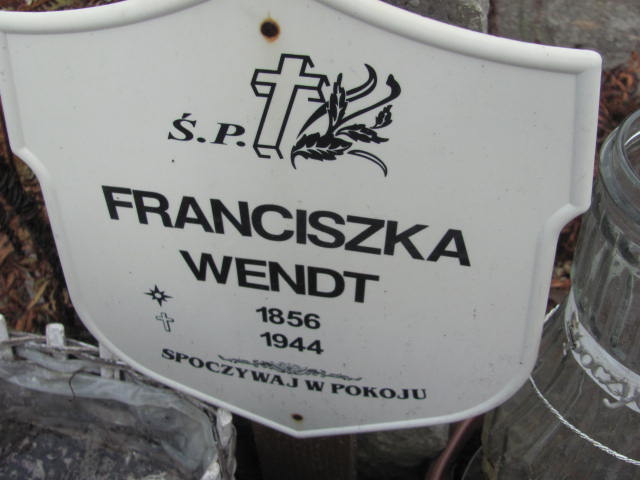 Ś.P.
FRANCISZKA
WENDT
1856
1944
SPOCZYWAJ W POKOJU